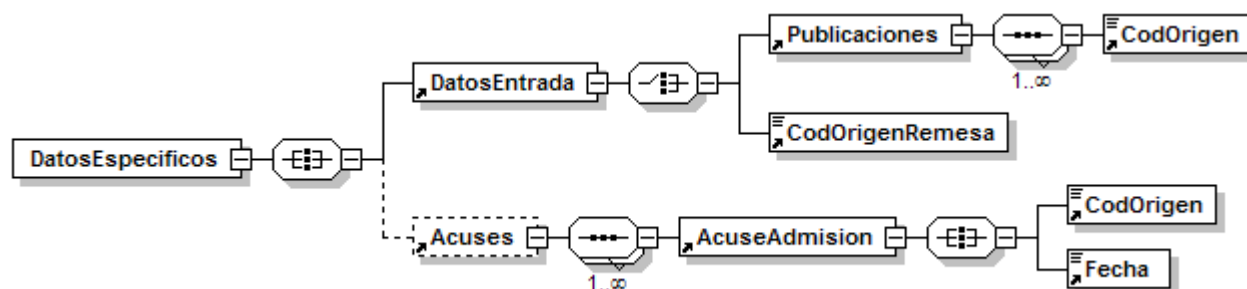 Publicaciones
CodOrigen
1..∞
DatosEntrada
CodOrigenRemesa
DatosEspecificos
CodOrigen
Acuses
AcuseAdmision
1..∞
Fecha